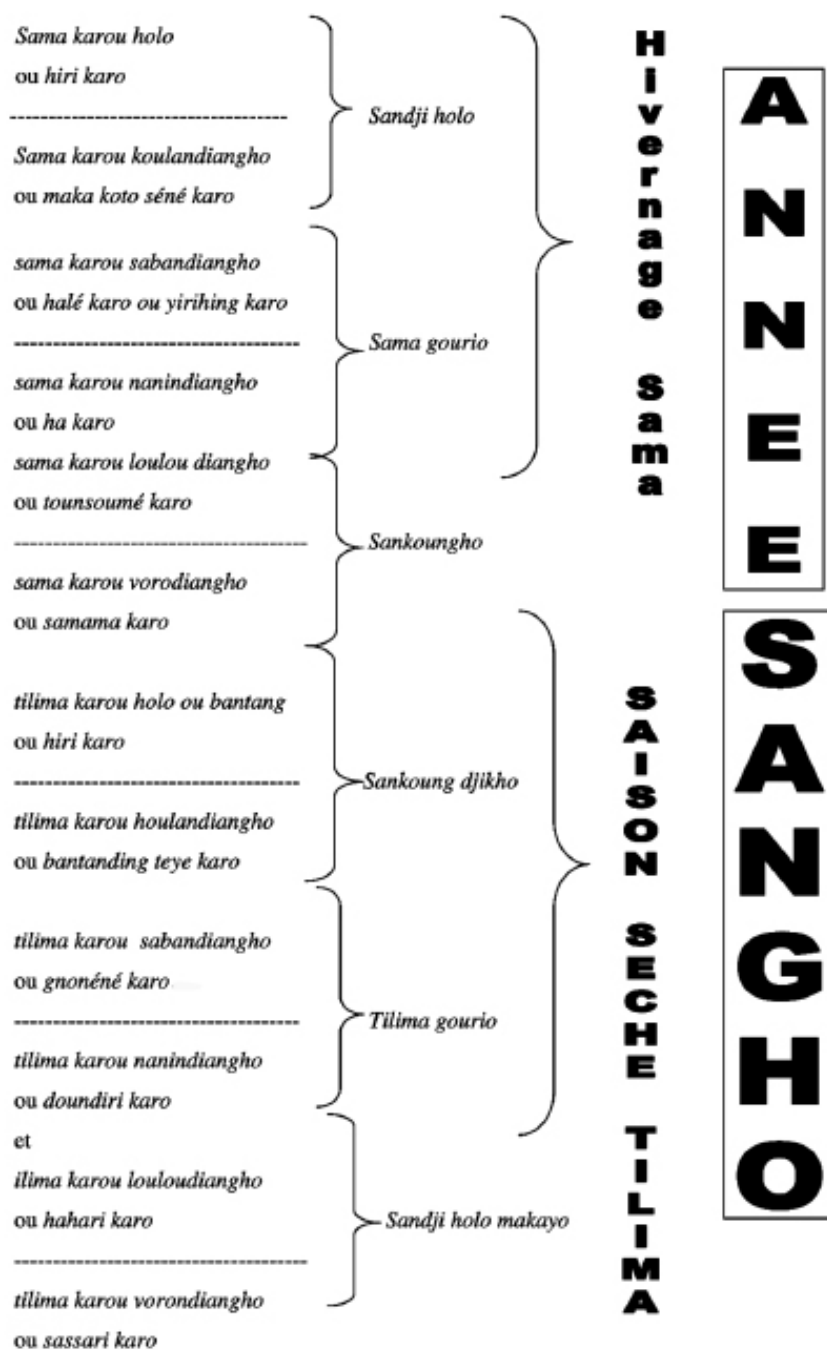 Sama karou holo
ou hiri karo
Sama karou koulandiangho
ou maka koto séné karo
Sandji holo
sama karou sabandiangho
ou halé karo ou yirihing karo
sama karou nanindiangho
ou ha karo
Sama gourio
sama karou loulou diangho
ou tounsoumé karo
sama karou vorodiangho
ou samama karo
Sankoungho
tilima karou holo ou bantang
ou hiri karo
tilima karou houlandiangho
ou bantanding teye karo
Sankoung djikho
tilima karou sabandiangho
ou gnonéné karo
tilima karou nanindiangho
ou doundiri karo
Tilima gourio
et
ilima karou louloudiangho
ou hahari karo
tilima karou vorondiangho
ou sassari karo
Sandji holo makayo
Hivernage Sama
SAISON SECHE TILIMA
ANNEE
SANGHO